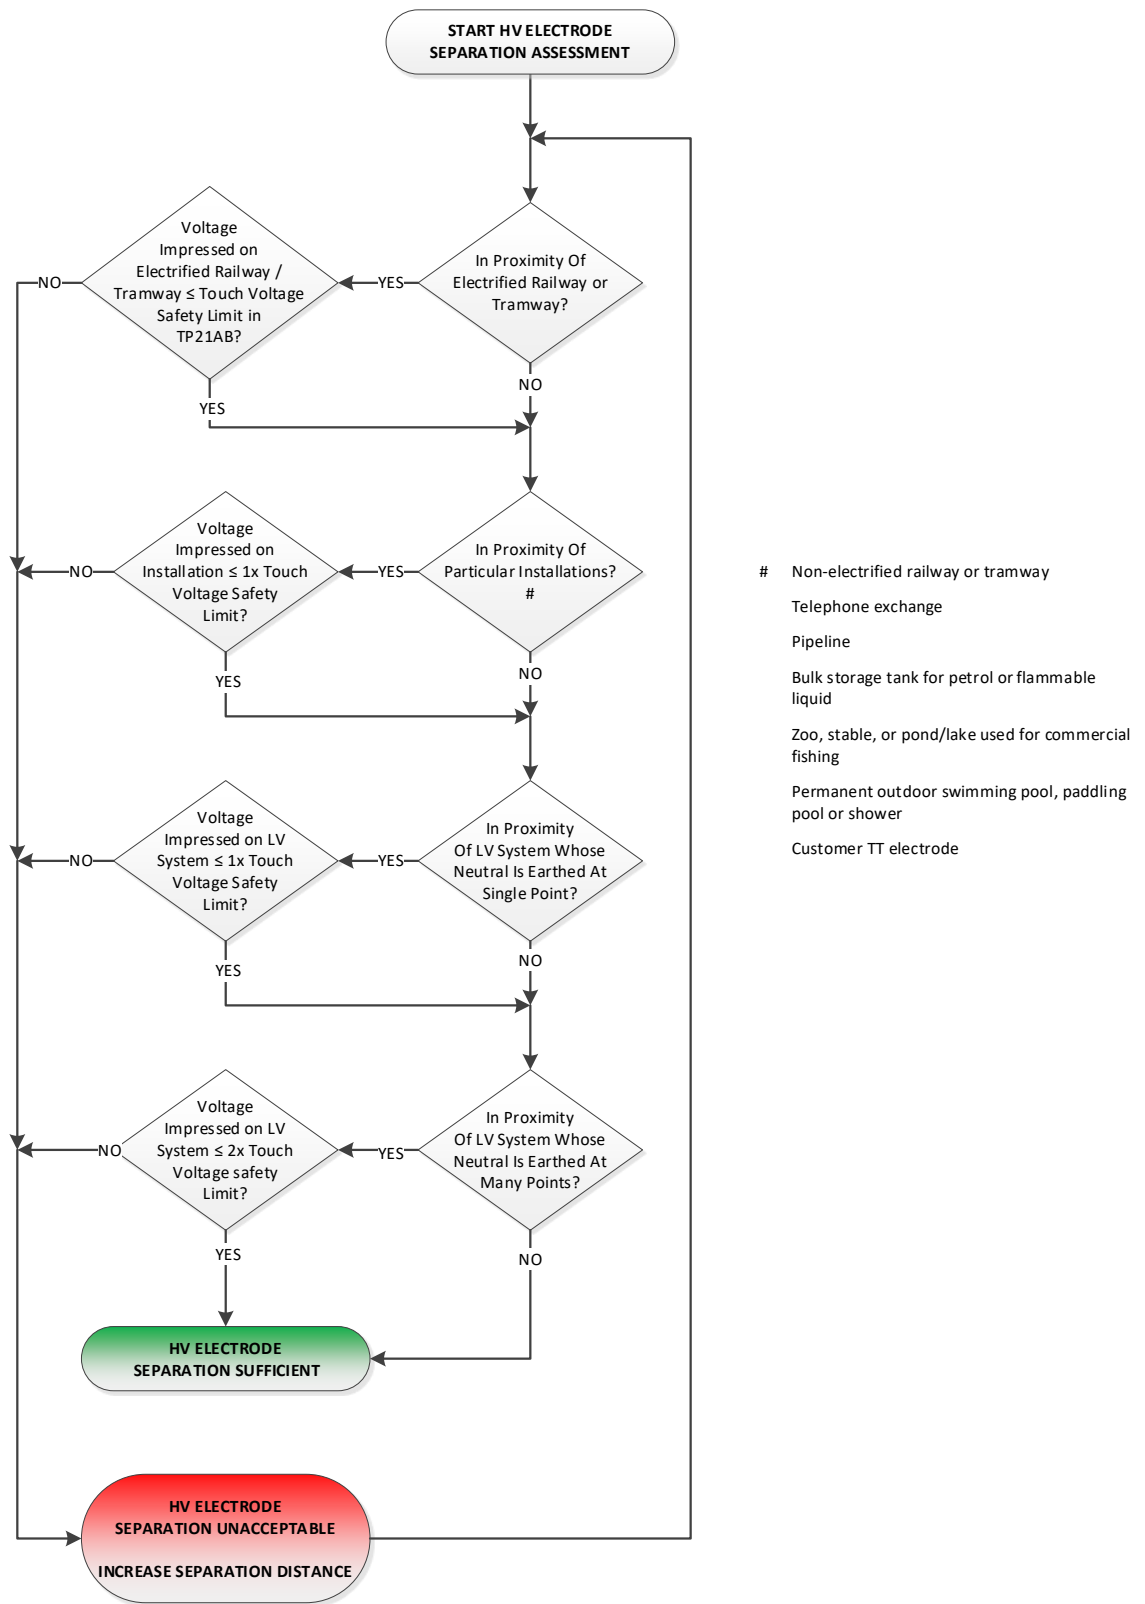 START HV ELECTRODE
SEPARATION ASSESSMENT
In Proximity Of
Electrified Railway or
Tramway?
YES
NO
Voltage
Impressed on
Electrified Railway /
Tramway ≤ Touch Voltage
Safety Limit in
TP21AB?
NO
YES
In Proximity Of
Particular Installations?
#
YES
NO
Voltage
Impressed on
Installation ≤ 1x Touch
Voltage Safety
Limit?
NO
YES
In Proximity
Of LV System Whose
Neutral Is Earthed At
Single Point?
YES
NO
Voltage
Impressed on LV
System ≤ 1x Touch
Voltage Safety
Limit?
NO
YES
In Proximity
Of LV System Whose
Neutral Is Earthed At
Many Points?
YES
NO
Voltage
Impressed on LV
System ≤ 2x Touch
Voltage safety
Limit?
NO
YES
HV ELECTRODE
SEPARATION SUFFICIENT
HV ELECTRODE
SEPARATION UNACCEPTABLE
INCREASE SEPARATION DISTANCE
# Non-electrified railway or tramway
Telephone exchange
Pipeline
Bulk storage tank for petrol or flammable
liquid
Zoo, stable, or pond/lake used for commercial
fishing
Permanent outdoor swimming pool, paddling
pool or shower
Customer TT electrode